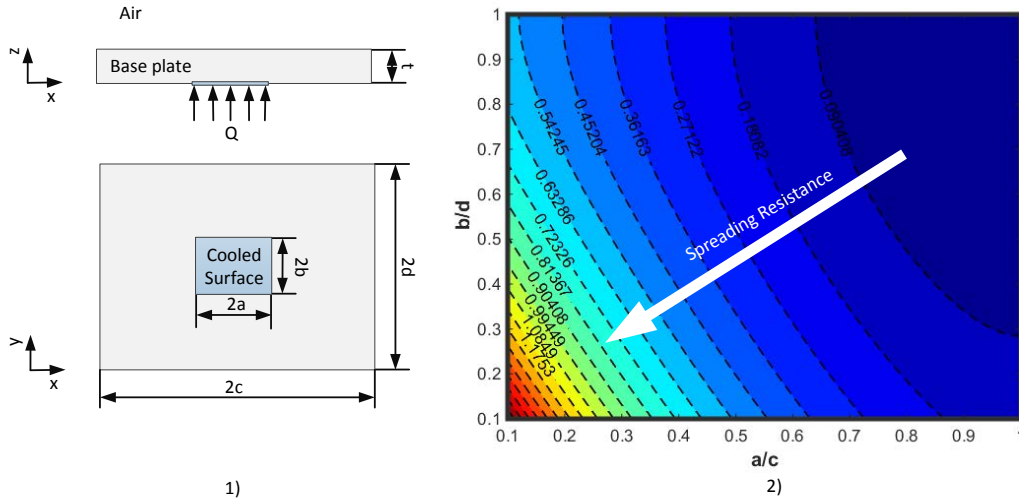 Air
z
x
Base plate
t
Q
Cooled
Surface
2b
2a
2d
y
x
2c
1)
1
0.9
0.8
0.7
0.6
0.5
0.4
0.3
0.2
0.1
b/d
0.54245
0.45204
0.36163
0.27122
0.18082
0.090408
0.63286
0.72326
0.81367
0.90408
0.99449
1.0849
1.1753
Spreading Resistance
0.1 0.2 0.3 0.4 0.5 0.6 0.7 0.8 0.9 1
a/c
2)